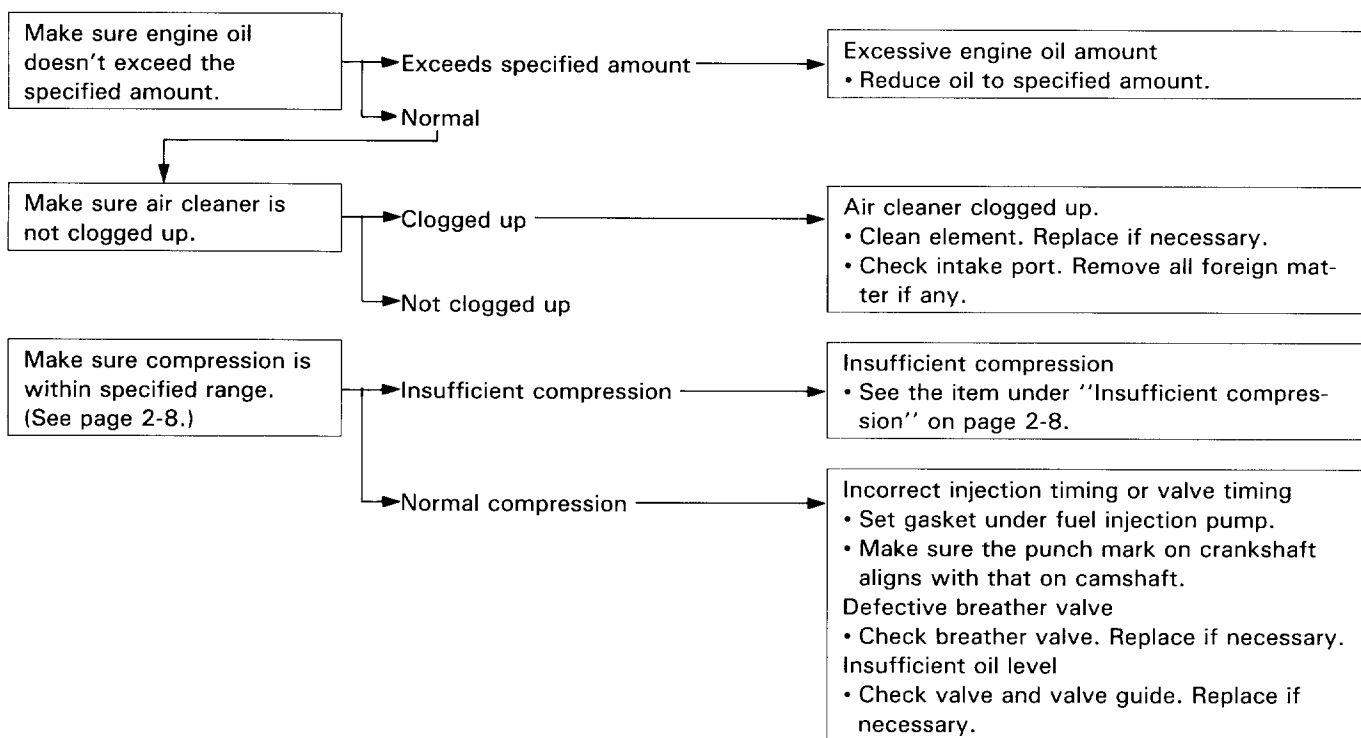 Make sure engine oil
doesn't exceed the
specified amount.
Exceeds specified amount
Normal
Excessive engine oil amount
• Reduce oil to specified amount.
Make sure air cleaner is
not clogged up.
Clogged up
Not clogged up
Air cleaner clogged up.
• Clean element. Replace if necessary.
• Check intake port. Remove all foreign mat-
ter if any.
Make sure compression is
within specified range.
(See page 2-8.)
Insufficient compression
Insufficient compression
• See the item under ''Insufficient compres-
sion'' on page 2-8.
Normal compression
Incorrect injection timing or valve timing
• Set gasket under fuel injection pump.
• Make sure the punch mark on crankshaft
aligns with that on camshaft.
Defective breather valve
• Check breather valve. Replace if necessary.
Insufficient oil level
• Check valve and valve guide. Replace if
necessary.